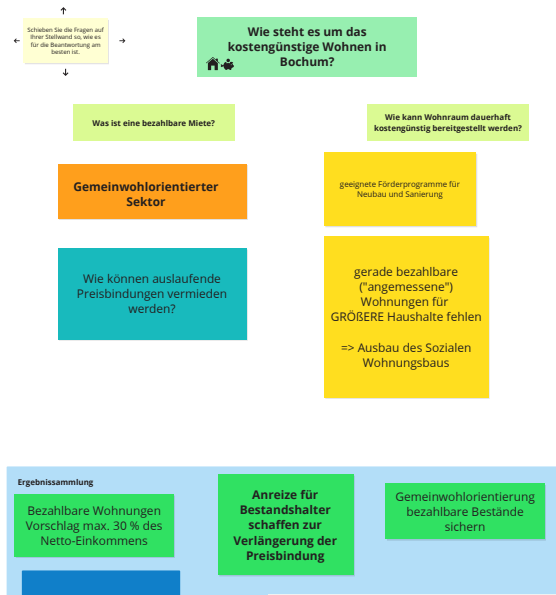 Schieben Sie die Fragen auf
Ihrer Stellwand so, wie es
für die Beantwortung am
besten ist.
Wie steht es um das
kostengünstige Wohnen in
Bochum?
Was ist eine bezahlbare Miete?
Wie kann Wohnraum dauerhaft
kostengünstig bereitgestellt werden?
Gemeinwohlorientierter
Sektor
geeignete Förderprogramme für
Neubau und Sanierung
Wie können auslaufende
Preisbindungen vermieden
werden?
gerade bezahlbare
("angemessene")
Wohnungen für
GRÖßERE Haushalte fehlen
=> Ausbau des Sozialen
Wohnungsbaus
Ergebnissammlung
Bezahlbare Wohnungen
Vorschlag max. 30 % des
Netto-Einkommens
Anreize für
Bestandshalter
schaffen zur
Verlängerung der
Preisbindung
Gemeinwohlorientierung
bezahlbare Bestände
sichern